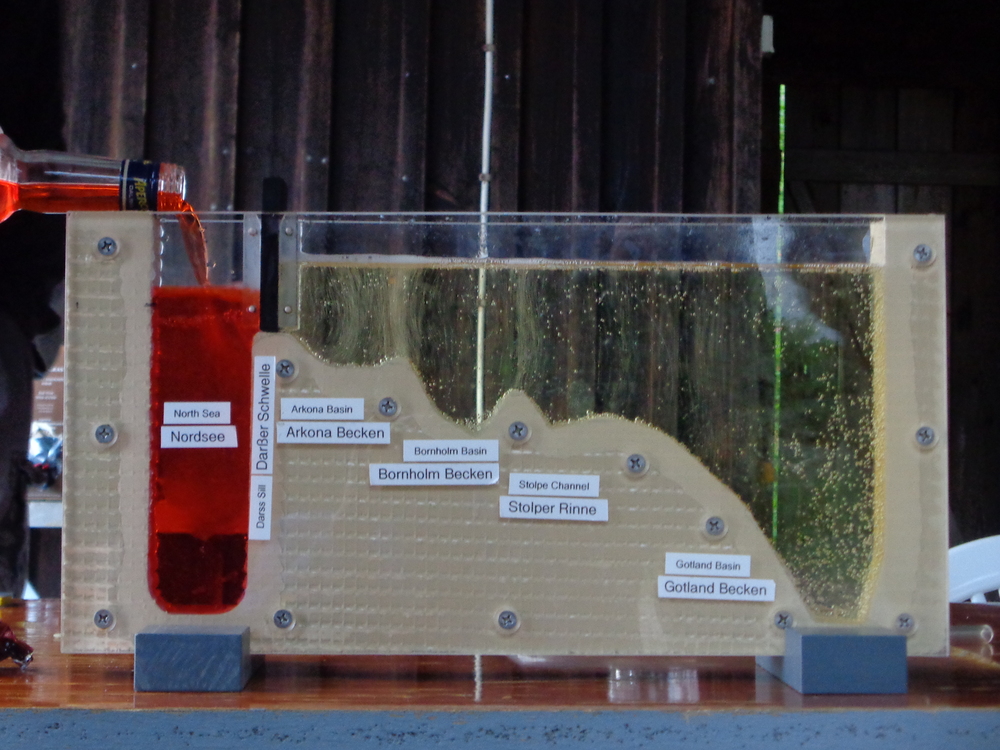 North Sea
Nordsee
Darßer Schwelle
Darss Sill
Arkona Basin
Arkona Becken
Bornholm Basin
Bornholm Becken
Stolpe Channel
Stolper Rinne
Gotland Basin
Gotland Becken